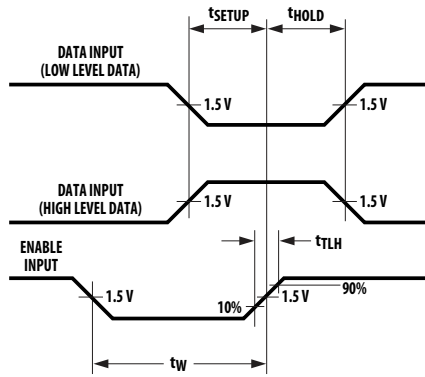 tSETUP
tHOLD
DATA INPUT
(LOW LEVEL DATA)
1.5 V
1.5 V
DATA INPUT
(HIGH LEVEL DATA)
1.5 V
1.5 V
ENABLE
INPUT
tTLH
1.5 V
10%
1.5 V
90%
tW